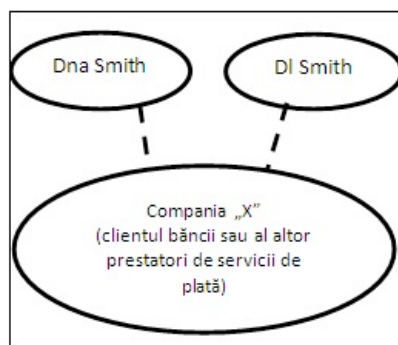 Dna Smith
Dl Smith
Compania „X”
(clientul băncii sau al altor
prestatori de servicii de
plată)